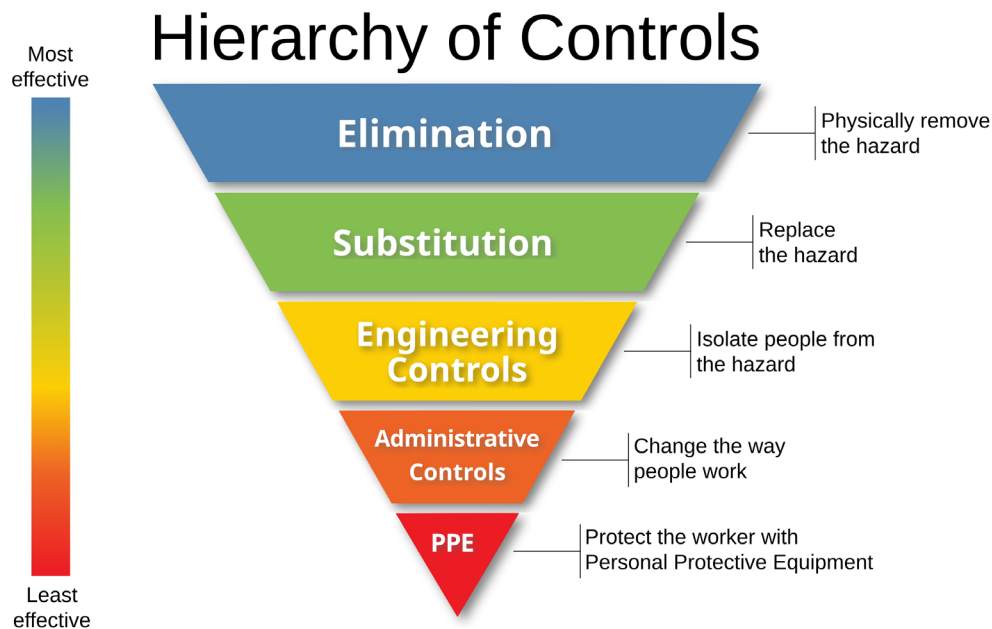 Hierarchy of Controls
Most
effective
Elimination
Physically remove
the hazard
Substitution
Replace
the hazard
Engineering
Controls
Isolate people from
the hazard
Administrative
Controls
Change the way
people work
PPE
Protect the worker with
Personal Protective Equipment
Least
effective